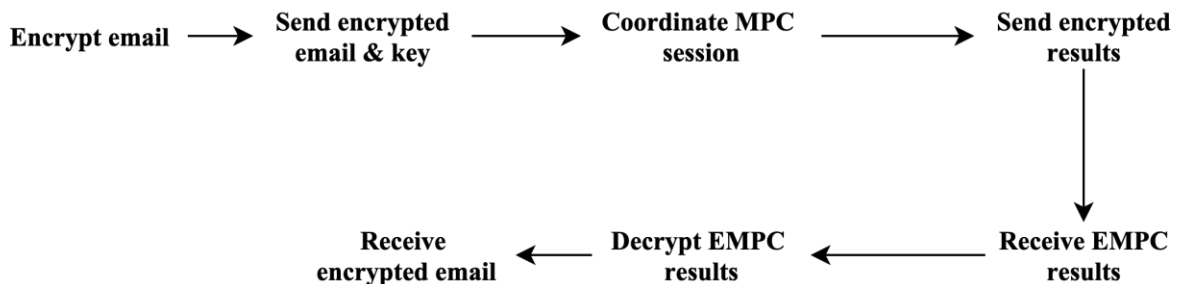 Encrypt email
Send encrypted
email & key
Coordinate MPC
session
Send encrypted
results
Receive EMPC
results
Decrypt EMPC
results
Receive
encrypted email